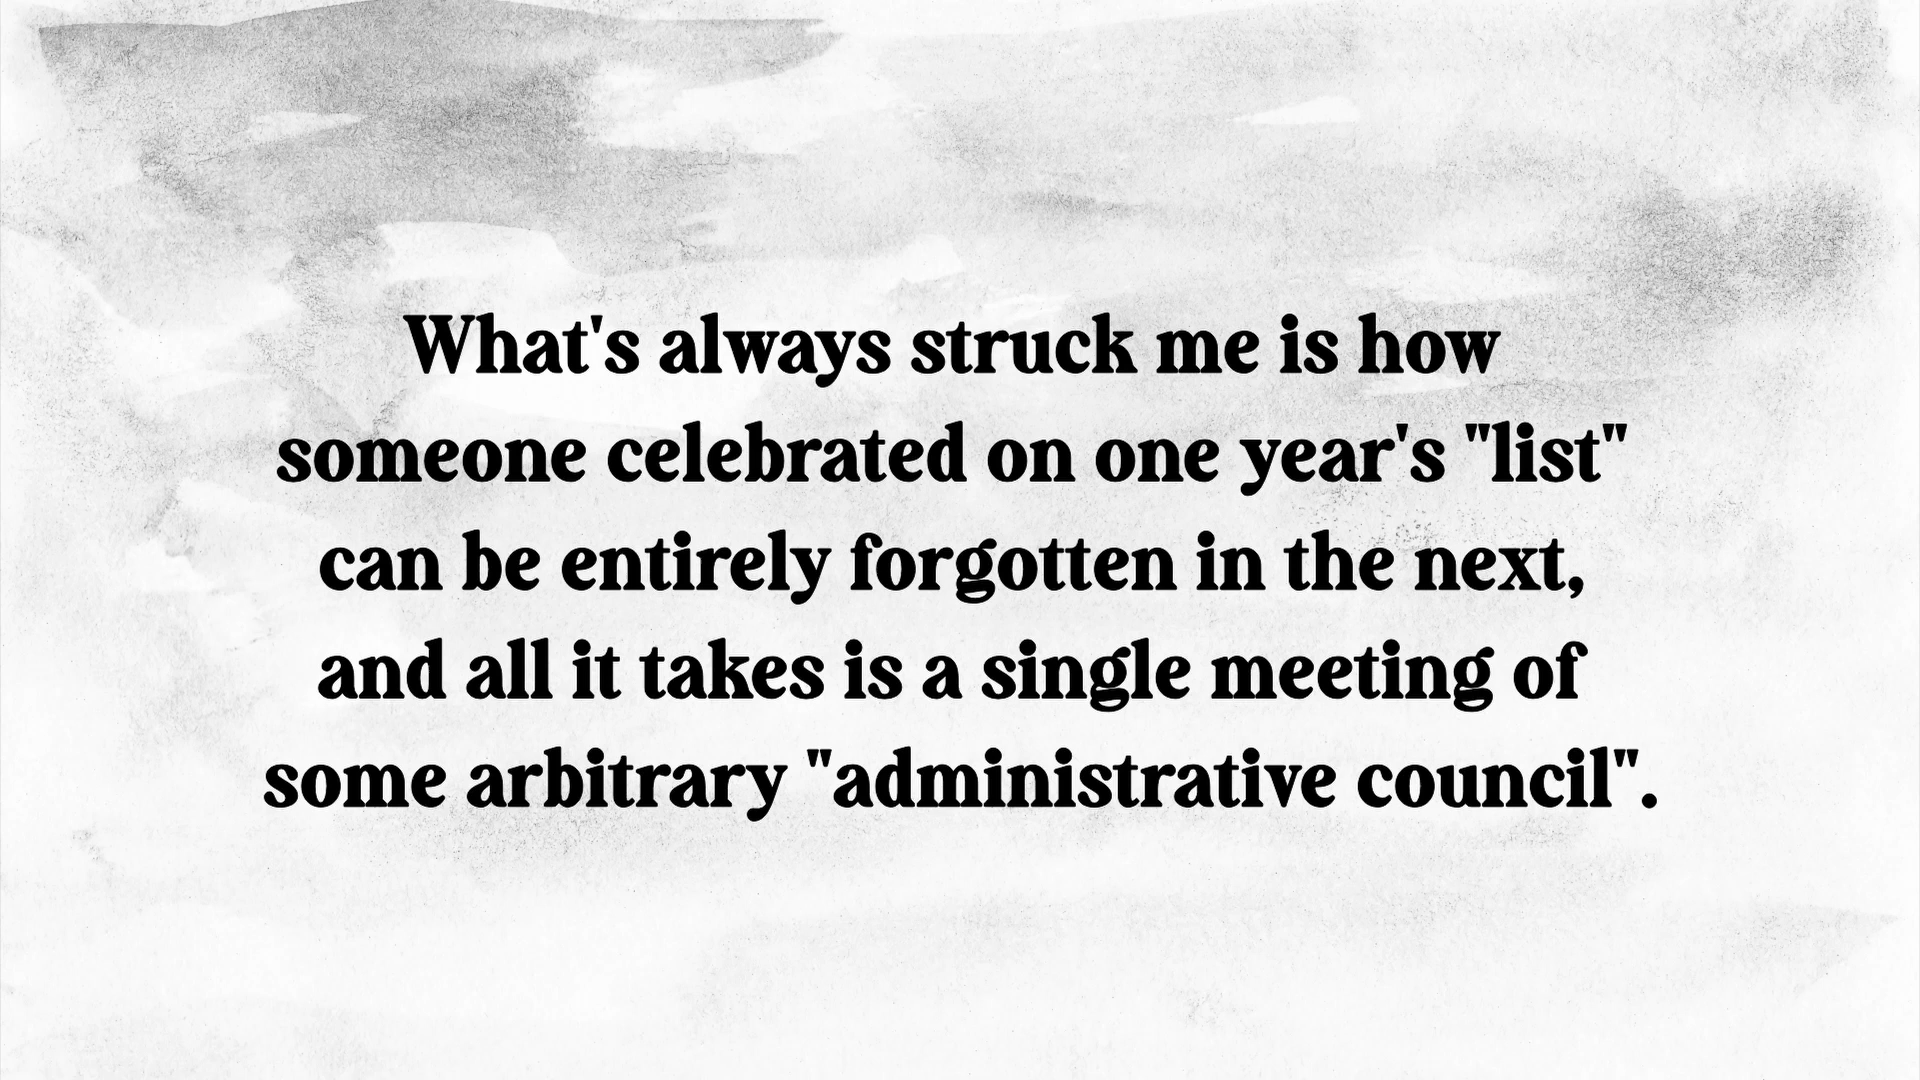 What's always struck me is how
someone celebrated on one year's "list"
can be entirely forgotten in the next,
and all it takes is a single meeting of
some arbitrary "administrative council".